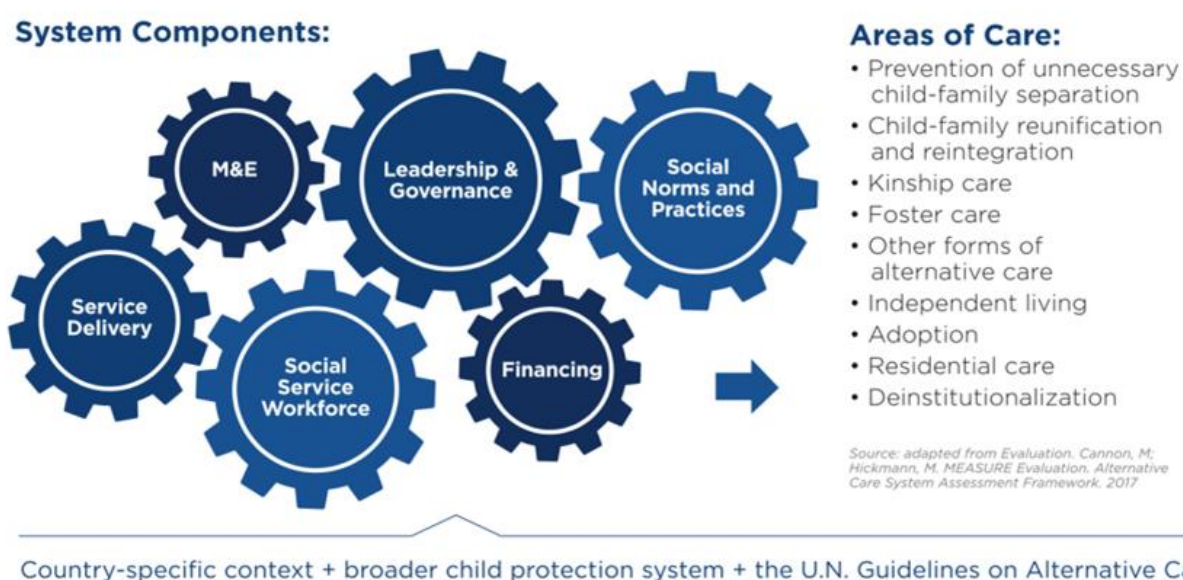 System Components:
M&E
Leadership &
Governance
Social
Norms and
Practices
Service
Delivery
Social
Service
Workforce
Financing
Areas of Care:
• Prevention of unnecessary
child-family separation
• Child-family reunification
and reintegration
• Kinship care
• Foster care
• Other forms of
alternative care
• Independent living
• Adoption
• Residential care
• Deinstitutionalization
Source: adapted from Evaluation. Cannon, M;
Hickmann, M. MEASURE Evaluation. Alternative
Care System Assessment Framework. 2017
Country-specific context + broader child protection system + the U.N. Guidelines on Alternative